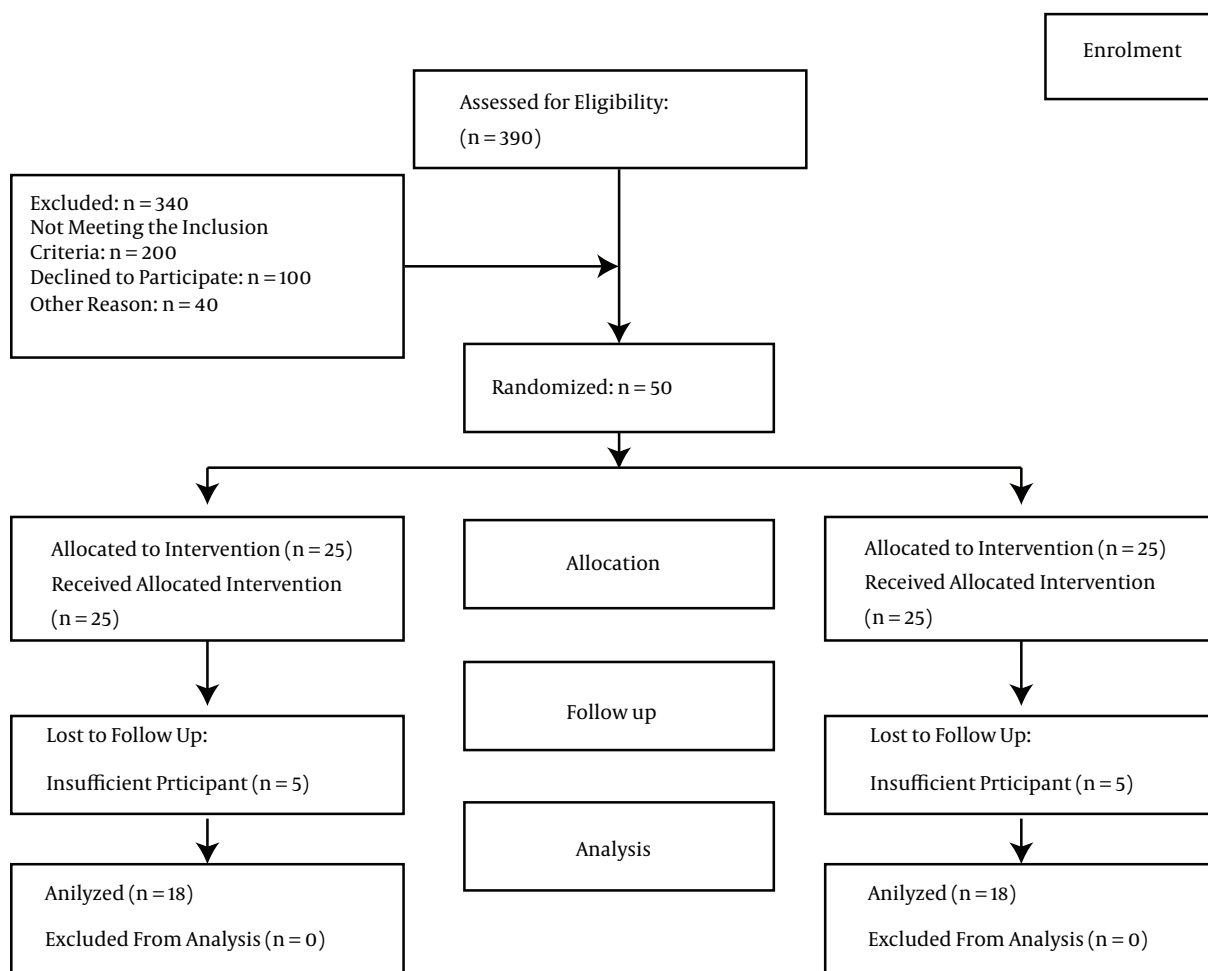 Enrolment
Assessed for Eligibility:
(n = 390)
Excluded: n = 340
Not Meeting the Inclusion
Criteria: n = 200
Declined to Participate: n = 100
Other Reason: n = 40
Randomized: n = 50
Allocated to Intervention (n = 25)
Received Allocated Intervention
(n = 25)
Allocation
Allocated to Intervention (n = 25)
Received Allocated Intervention
(n = 25)
Lost to Follow Up:
Insufficient Prticipant (n = 5)
Follow up
Lost to Follow Up:
Insufficient Prticipant (n = 5)
Anilyzed (n = 18)
Excluded From Analysis (n = 0)
Analysis
Anilyzed (n = 18)
Excluded From Analysis (n = 0)